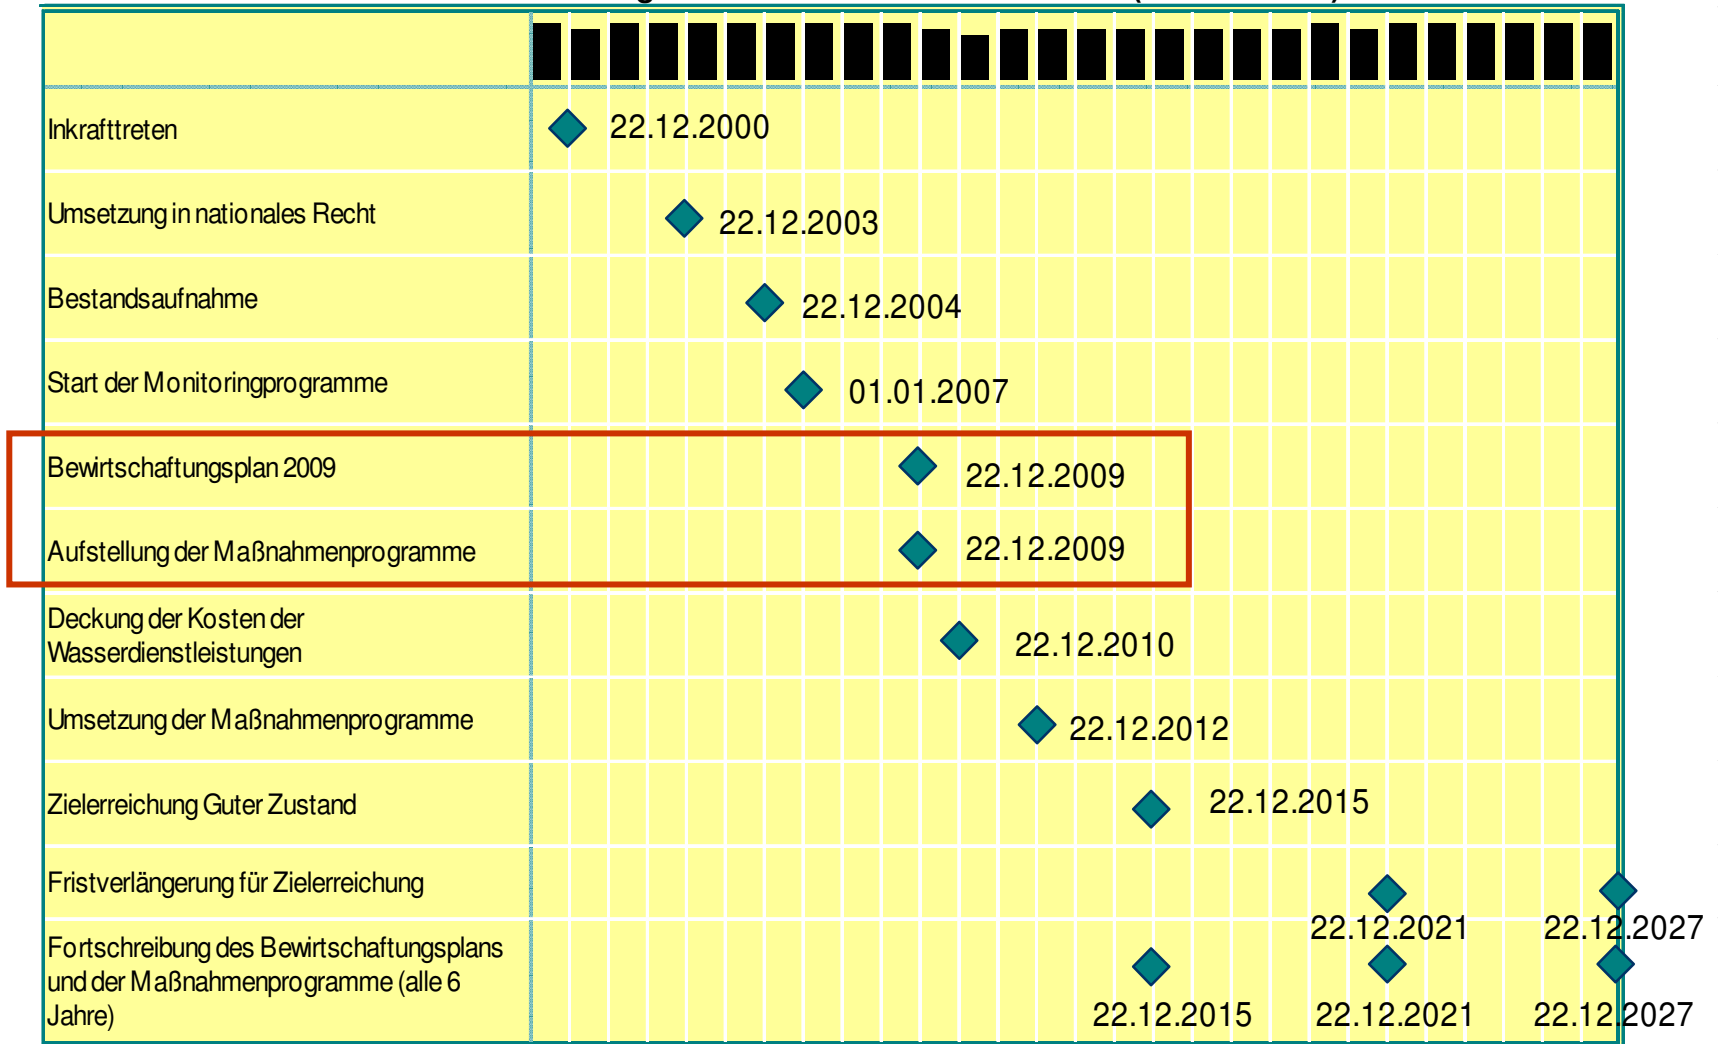 Inkrafttreten 22.12.2000
Umsetzung in nationales Recht 22.12.2003
Bestandsaufnahme 22.12.2004
Start der Monitoringprogramme 01.01.2007
Bewirtschaftungsplan 2009 22.12.2009
Aufstellung der Maßnahmenprogramme 22.12.2009
Deckung der Kosten der
Wasserdienstleistungen 22.12.2010
Umsetzung der Maßnahmenprogramme 22.12.2012
Zielerreichung Guter Zustand 22.12.2015
Fristverlängerung für Zielerreichung
22.12.2021 22.12.2027
Fortschreibung des Bewirtschaftungsplans
und der Maßnahmenprogramme (alle 6
Jahre)
22.12.2015 22.12.2021 22.12.2027